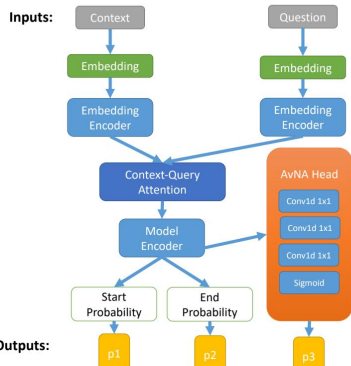 Inputs:
Context
Question
Embedding
Embedding
Embedding
Encoder
Embedding
Encoder
Context-Query
Attention
AvNA Head
Conv1d 1x1
Conv1d 1x1
Conv1d 1x1
Sigmoid
Model
Encoder
Start
Probability
End
Probability
Outputs:
p1
p2
p3